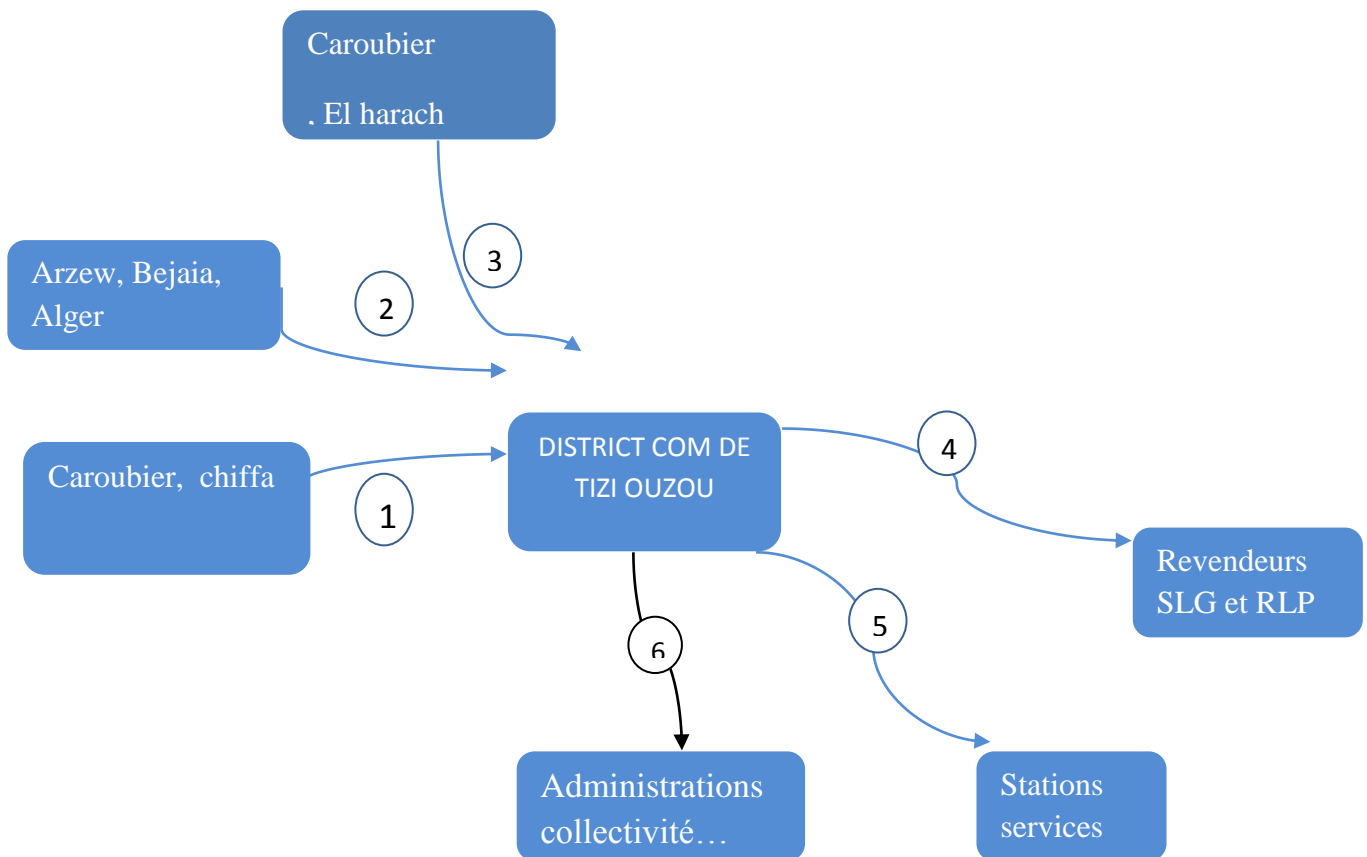 Caroubier
, El harach
3
Arzew, Bejaia,
Alger
2
DISTRICT COM DE
TIZI OUZOU
4
Caroubier, chiffa
1
Revendeurs
SLG et RLP
5
6
Administrations
collectivité…
Stations
services